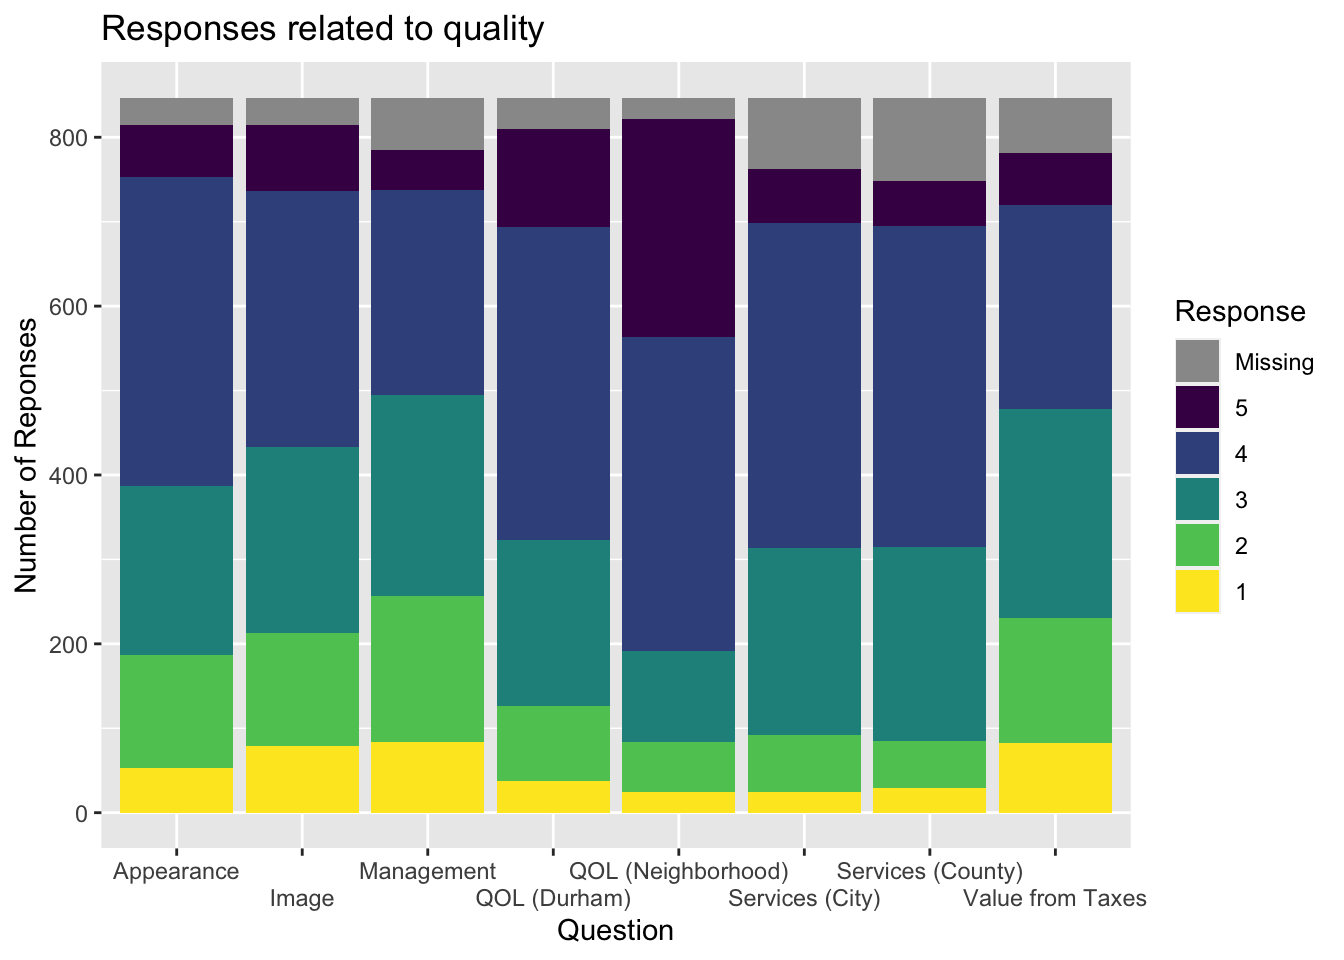 Responses related to quality
Number of Reponses
800
600
400
200
0
Appearance
Image
Management
QOL (Durham)
QOL (Neighborhood)
Services (City)
Services (County)
Value from Taxes
Question
Response
Missing
5
4
3
2
1